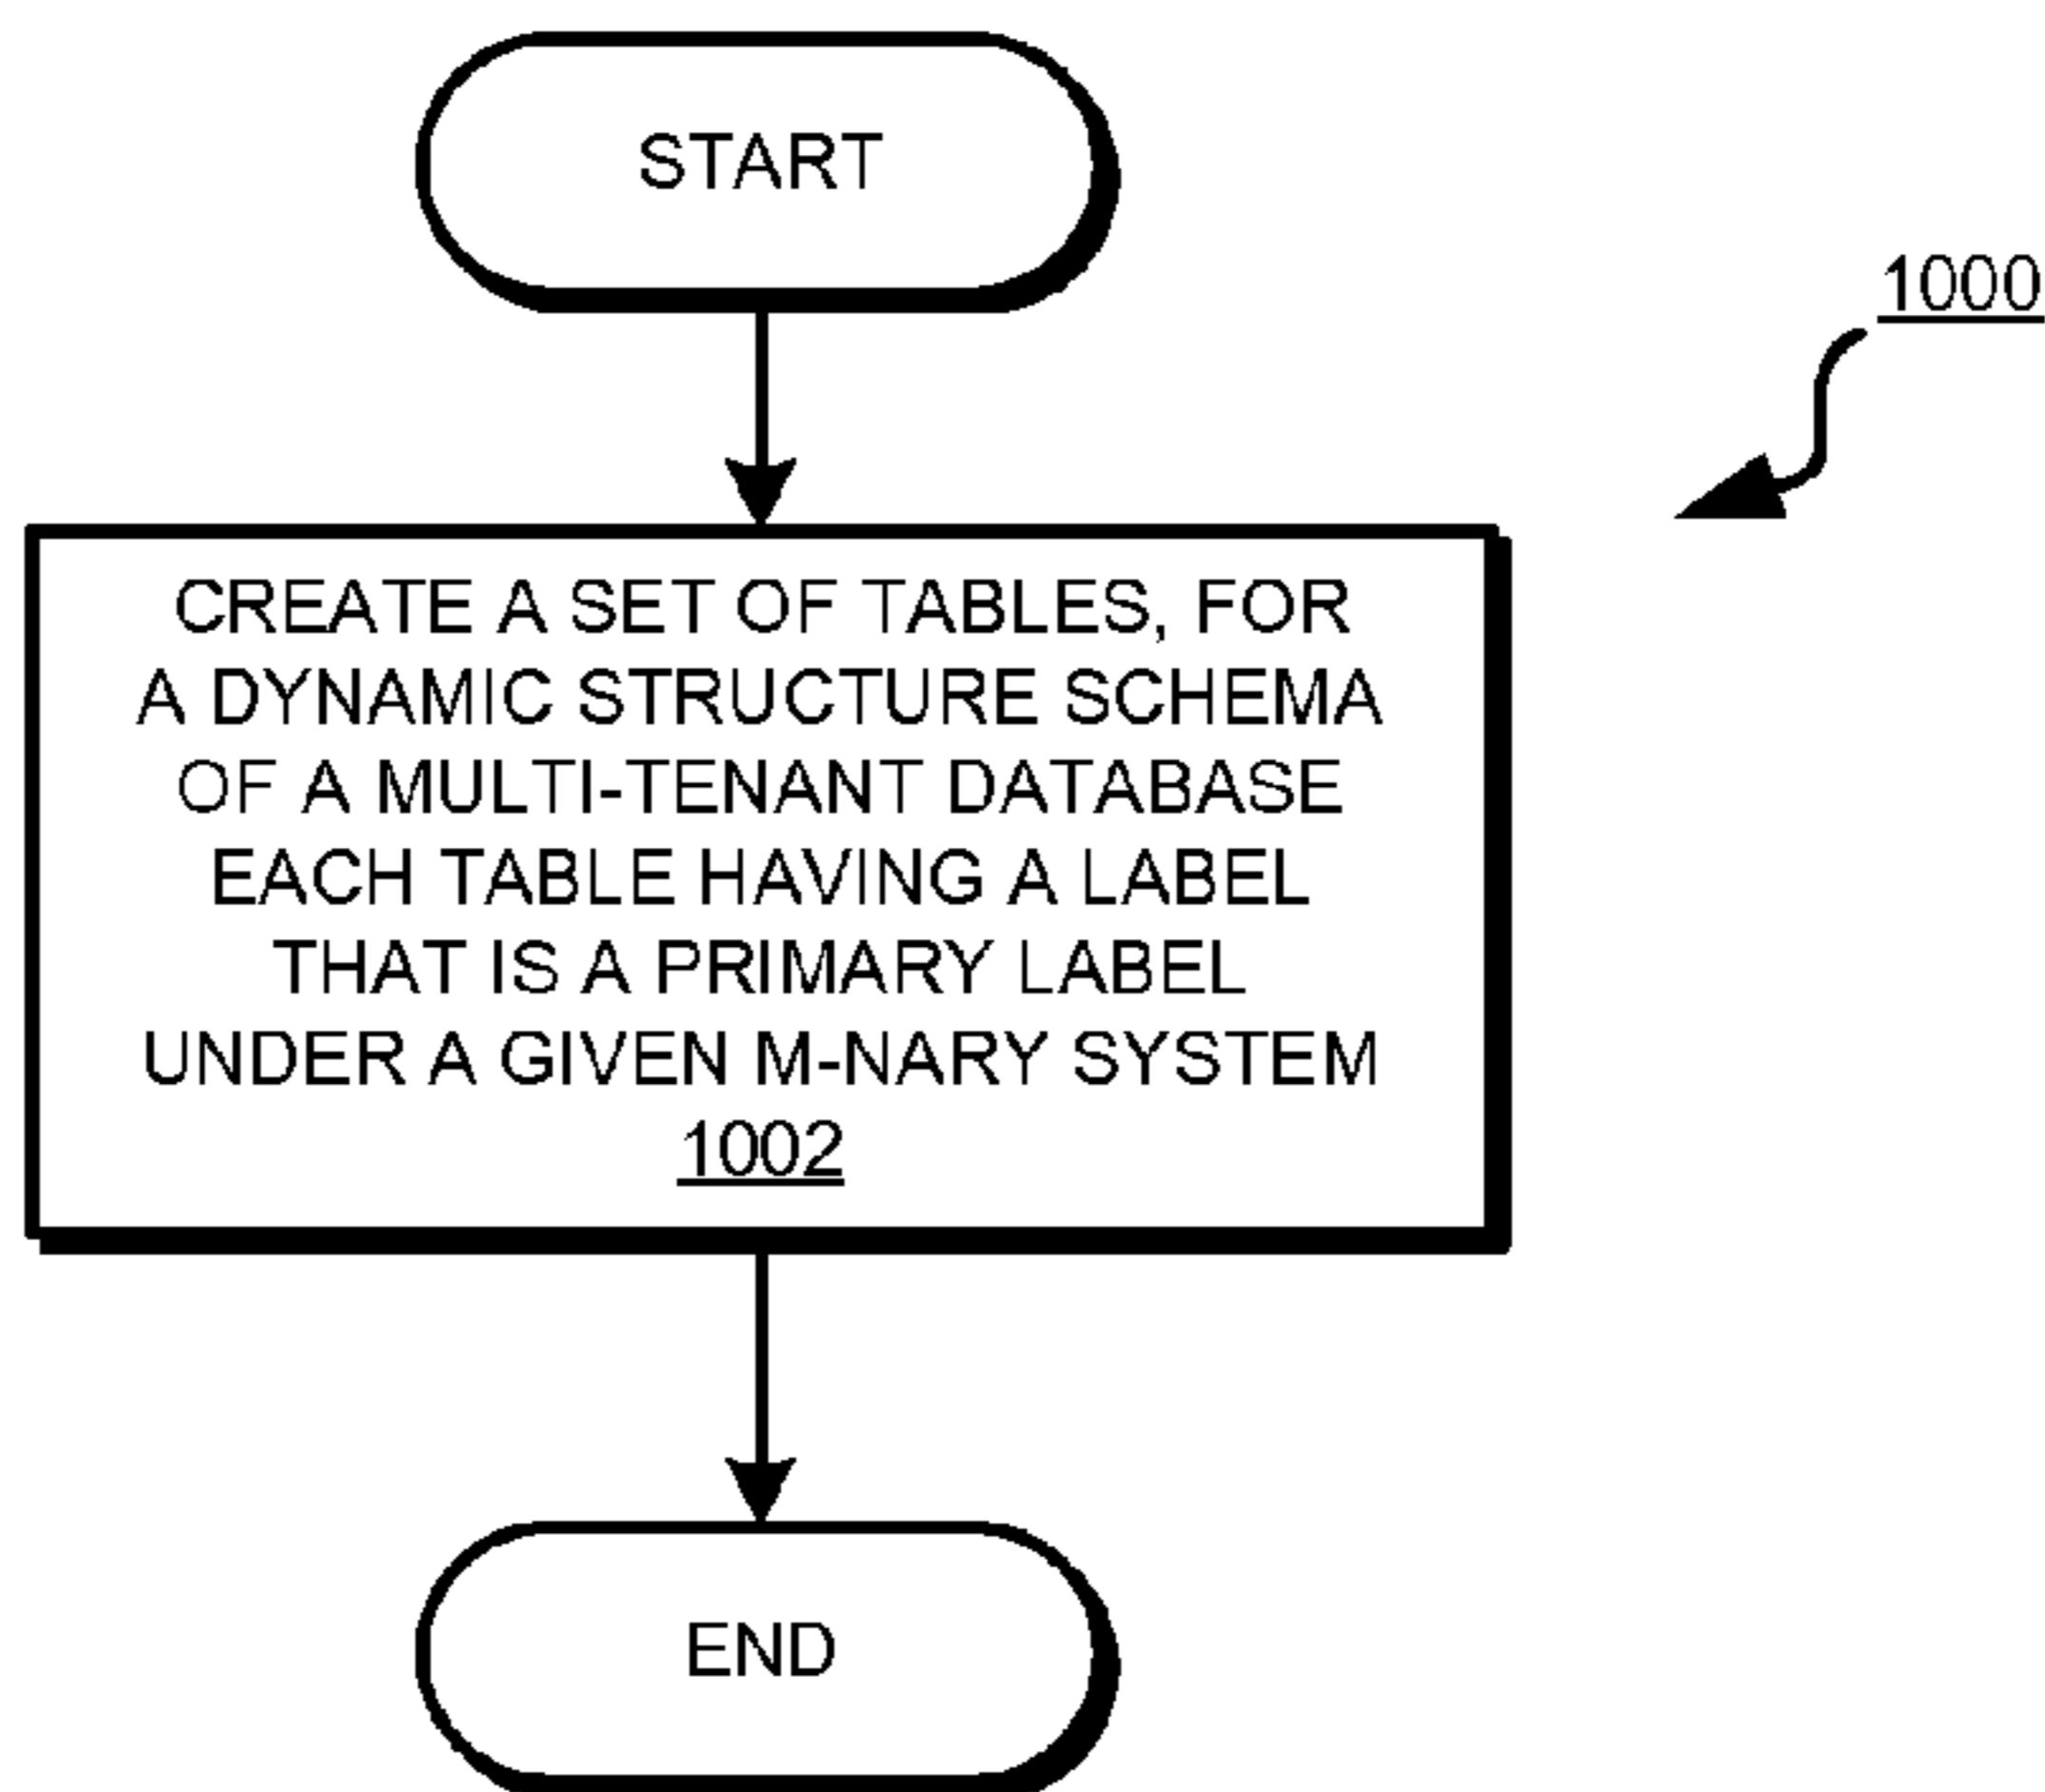 START
1000
CREATE A SET OF TABLES, FOR
A DYNAMIC STRUCTURE SCHEMA
OF A MULTI-TENANT DATABASE
EACH TABLE HAVING A LABEL
THAT IS A PRIMARY LABEL
UNDER A GIVEN M-NARY SYSTEM
1002
END